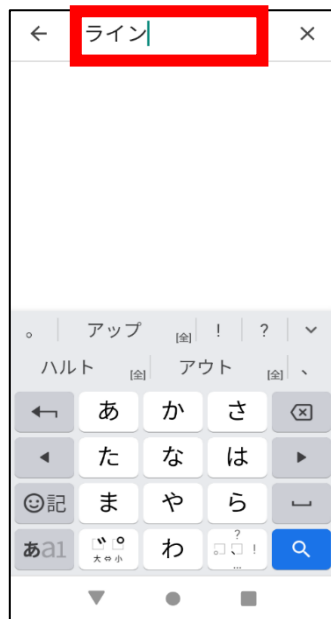 ライン
。 アップ [全] ! ? 
ハルト [全] アウト [全] 、
あ か さ
た な は
記 ま や ら
あa1 大⇔小 わ 、。?!…